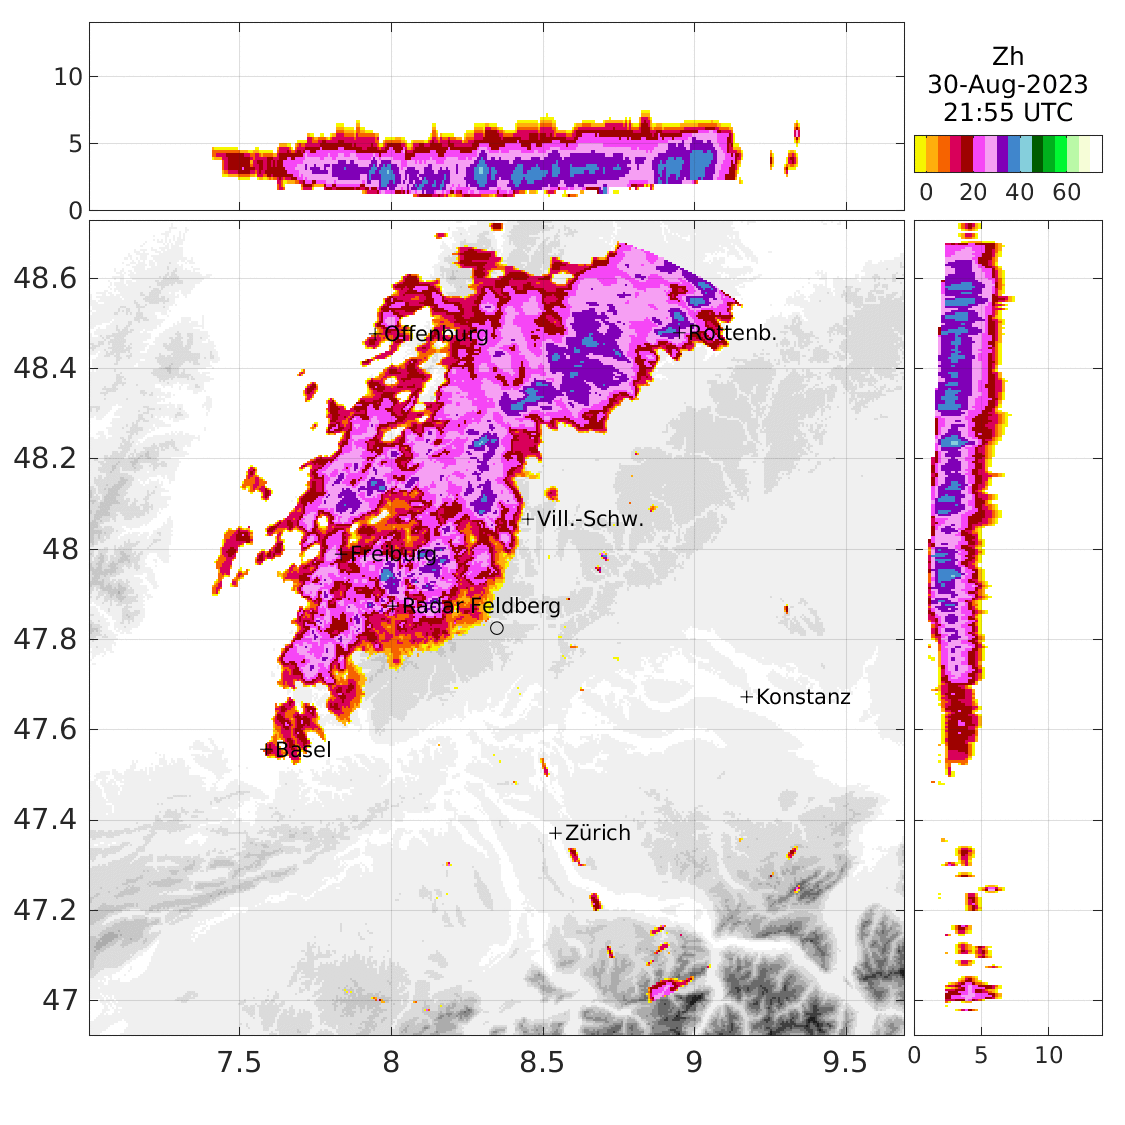 10
5
0
Zh
30-Aug-2023
21:55 UTC
0 20 40 60
48.6
48.4
48.2
48
47.8
47.6
47.4
47.2
47
Offenburg
Rottenb.
Vill.-Schw.
Freiburg
Radar Feldberg
Konstanz
Basel
Zürich
7.5 8 8.5 9 9.5
0 5 10